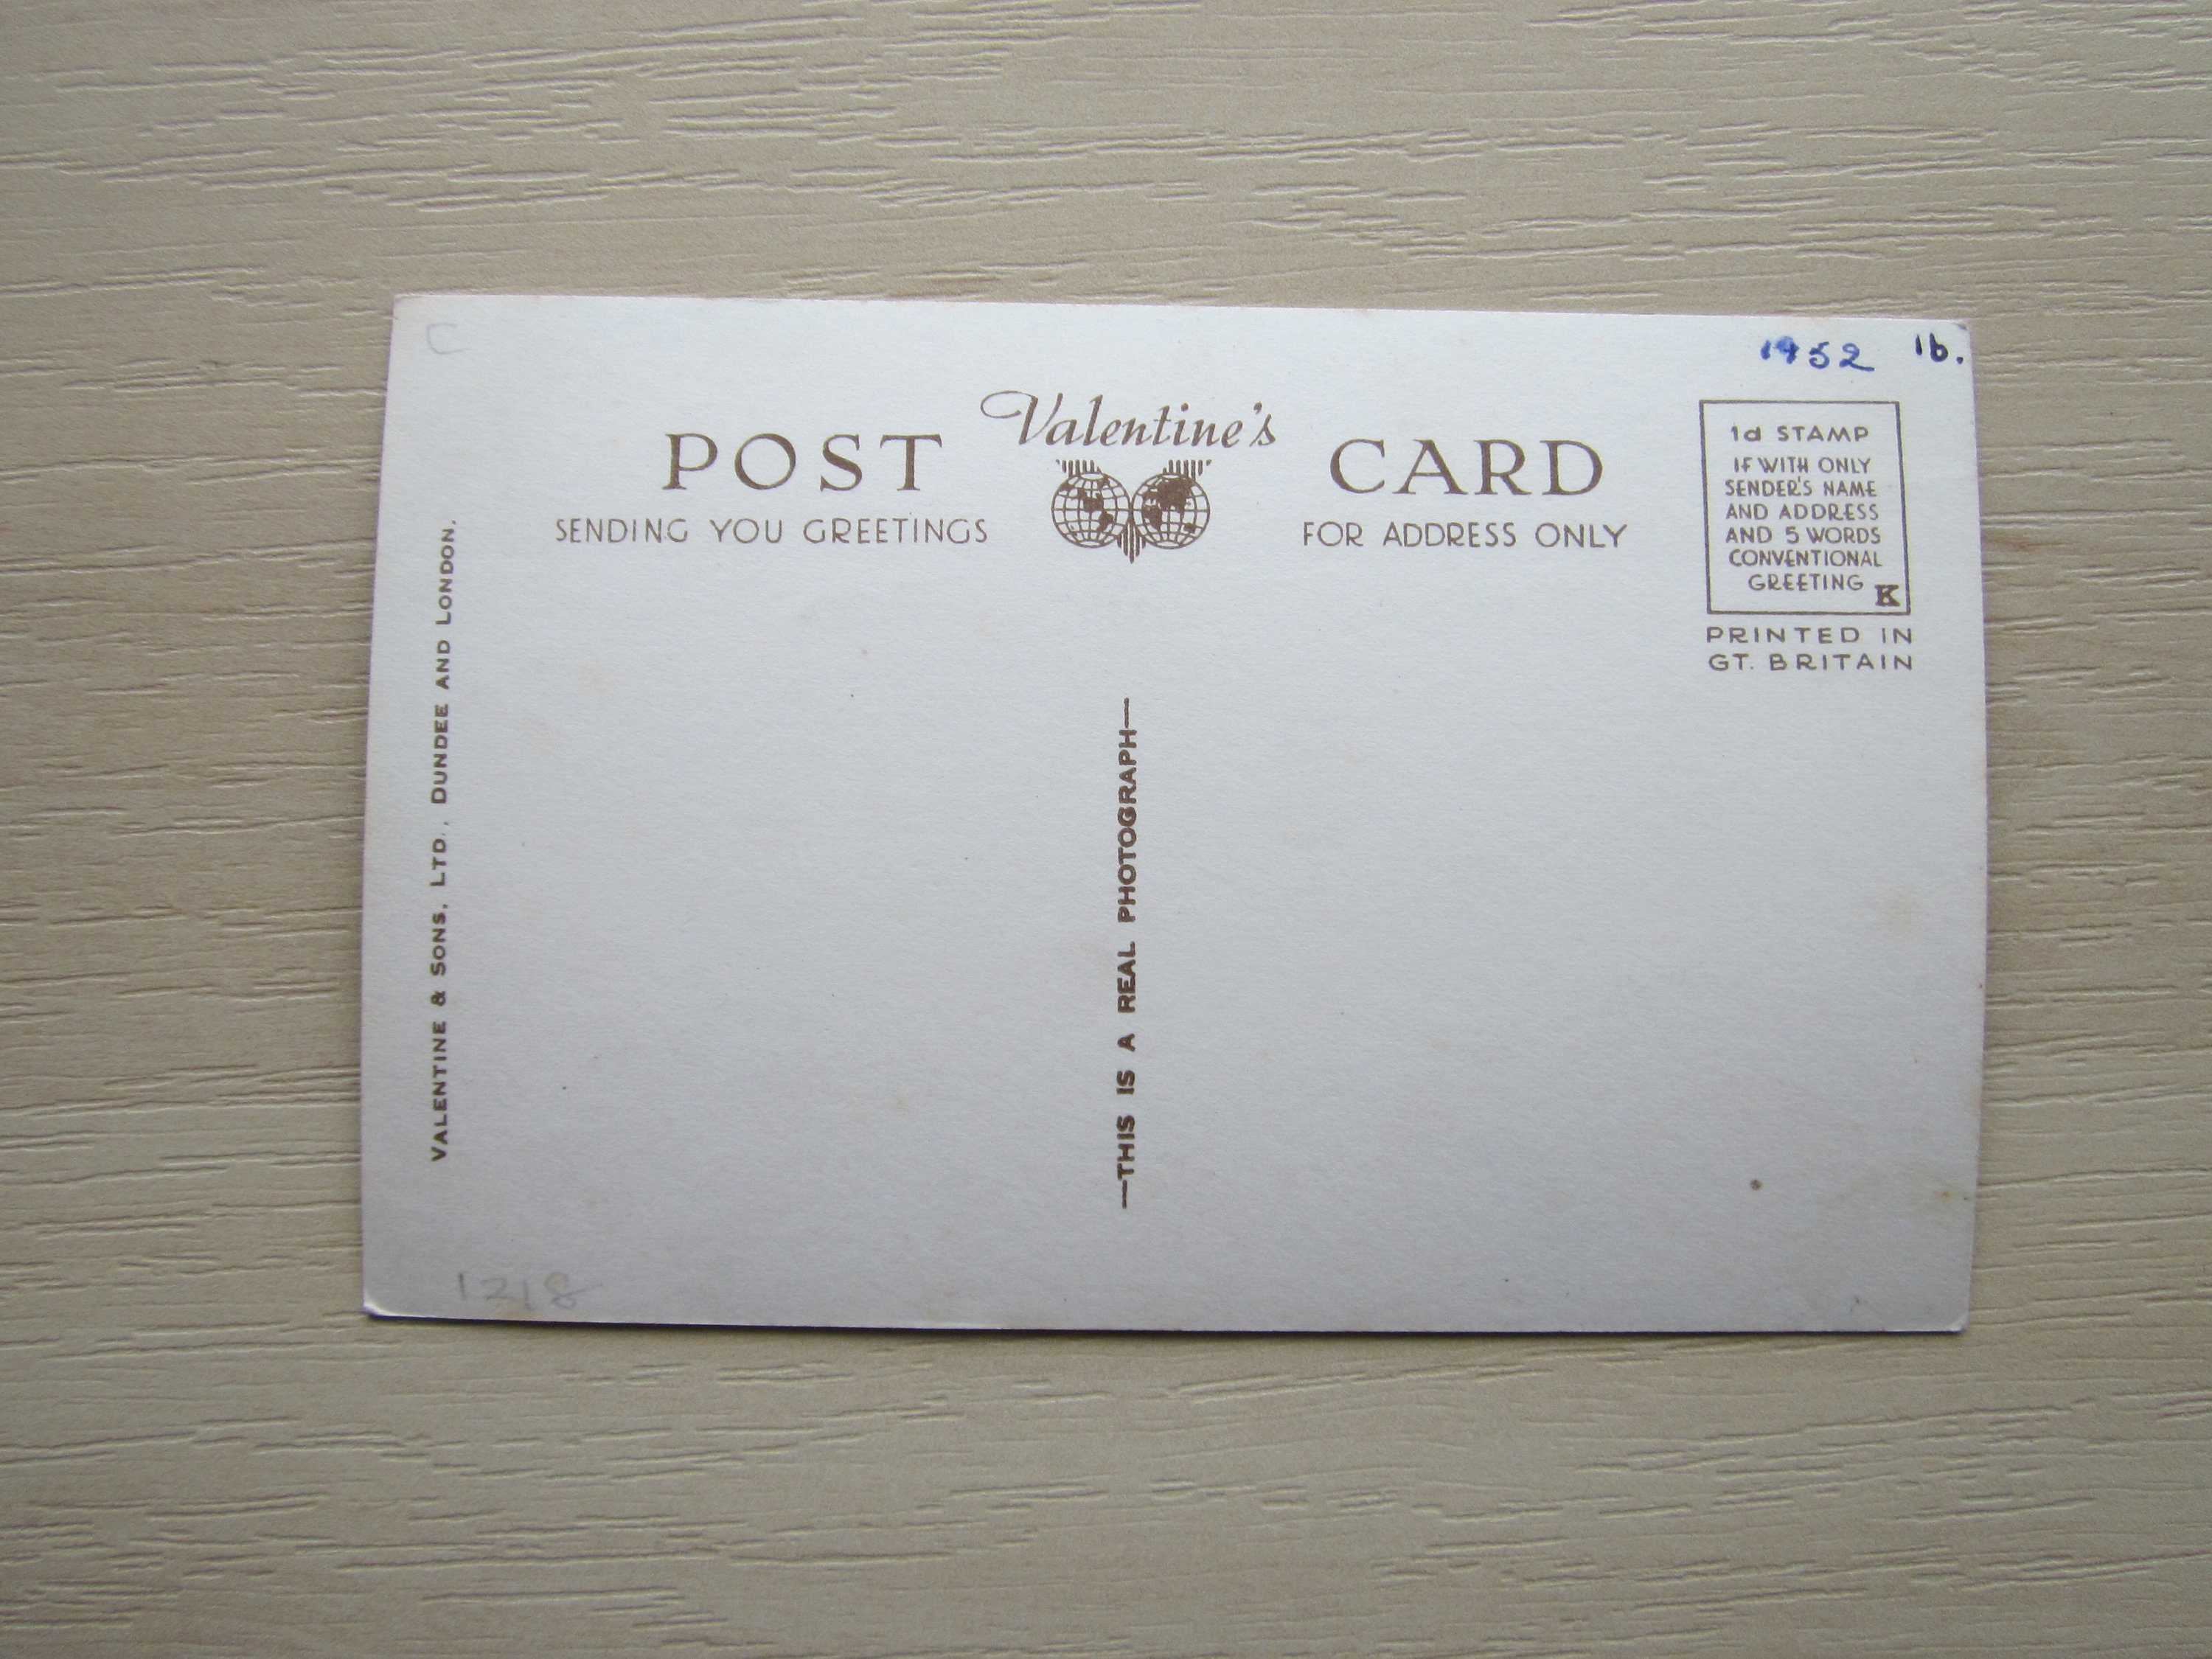 C
1952 1b.
Valentine's
POST CARD
SENDING YOU GREETINGS
FOR ADDRESS ONLY
1d STAMP
IF WITH ONLY
SENDER'S NAME
AND ADDRESS
AND 5 WORDS
CONVENTIONAL
GREETING
K
PRINTED IN
GT. BRITAIN
VALENTINE & SONS, LTD., DUNDEE AND LONDON.
—THIS IS A REAL PHOTOGRAPH—
1218